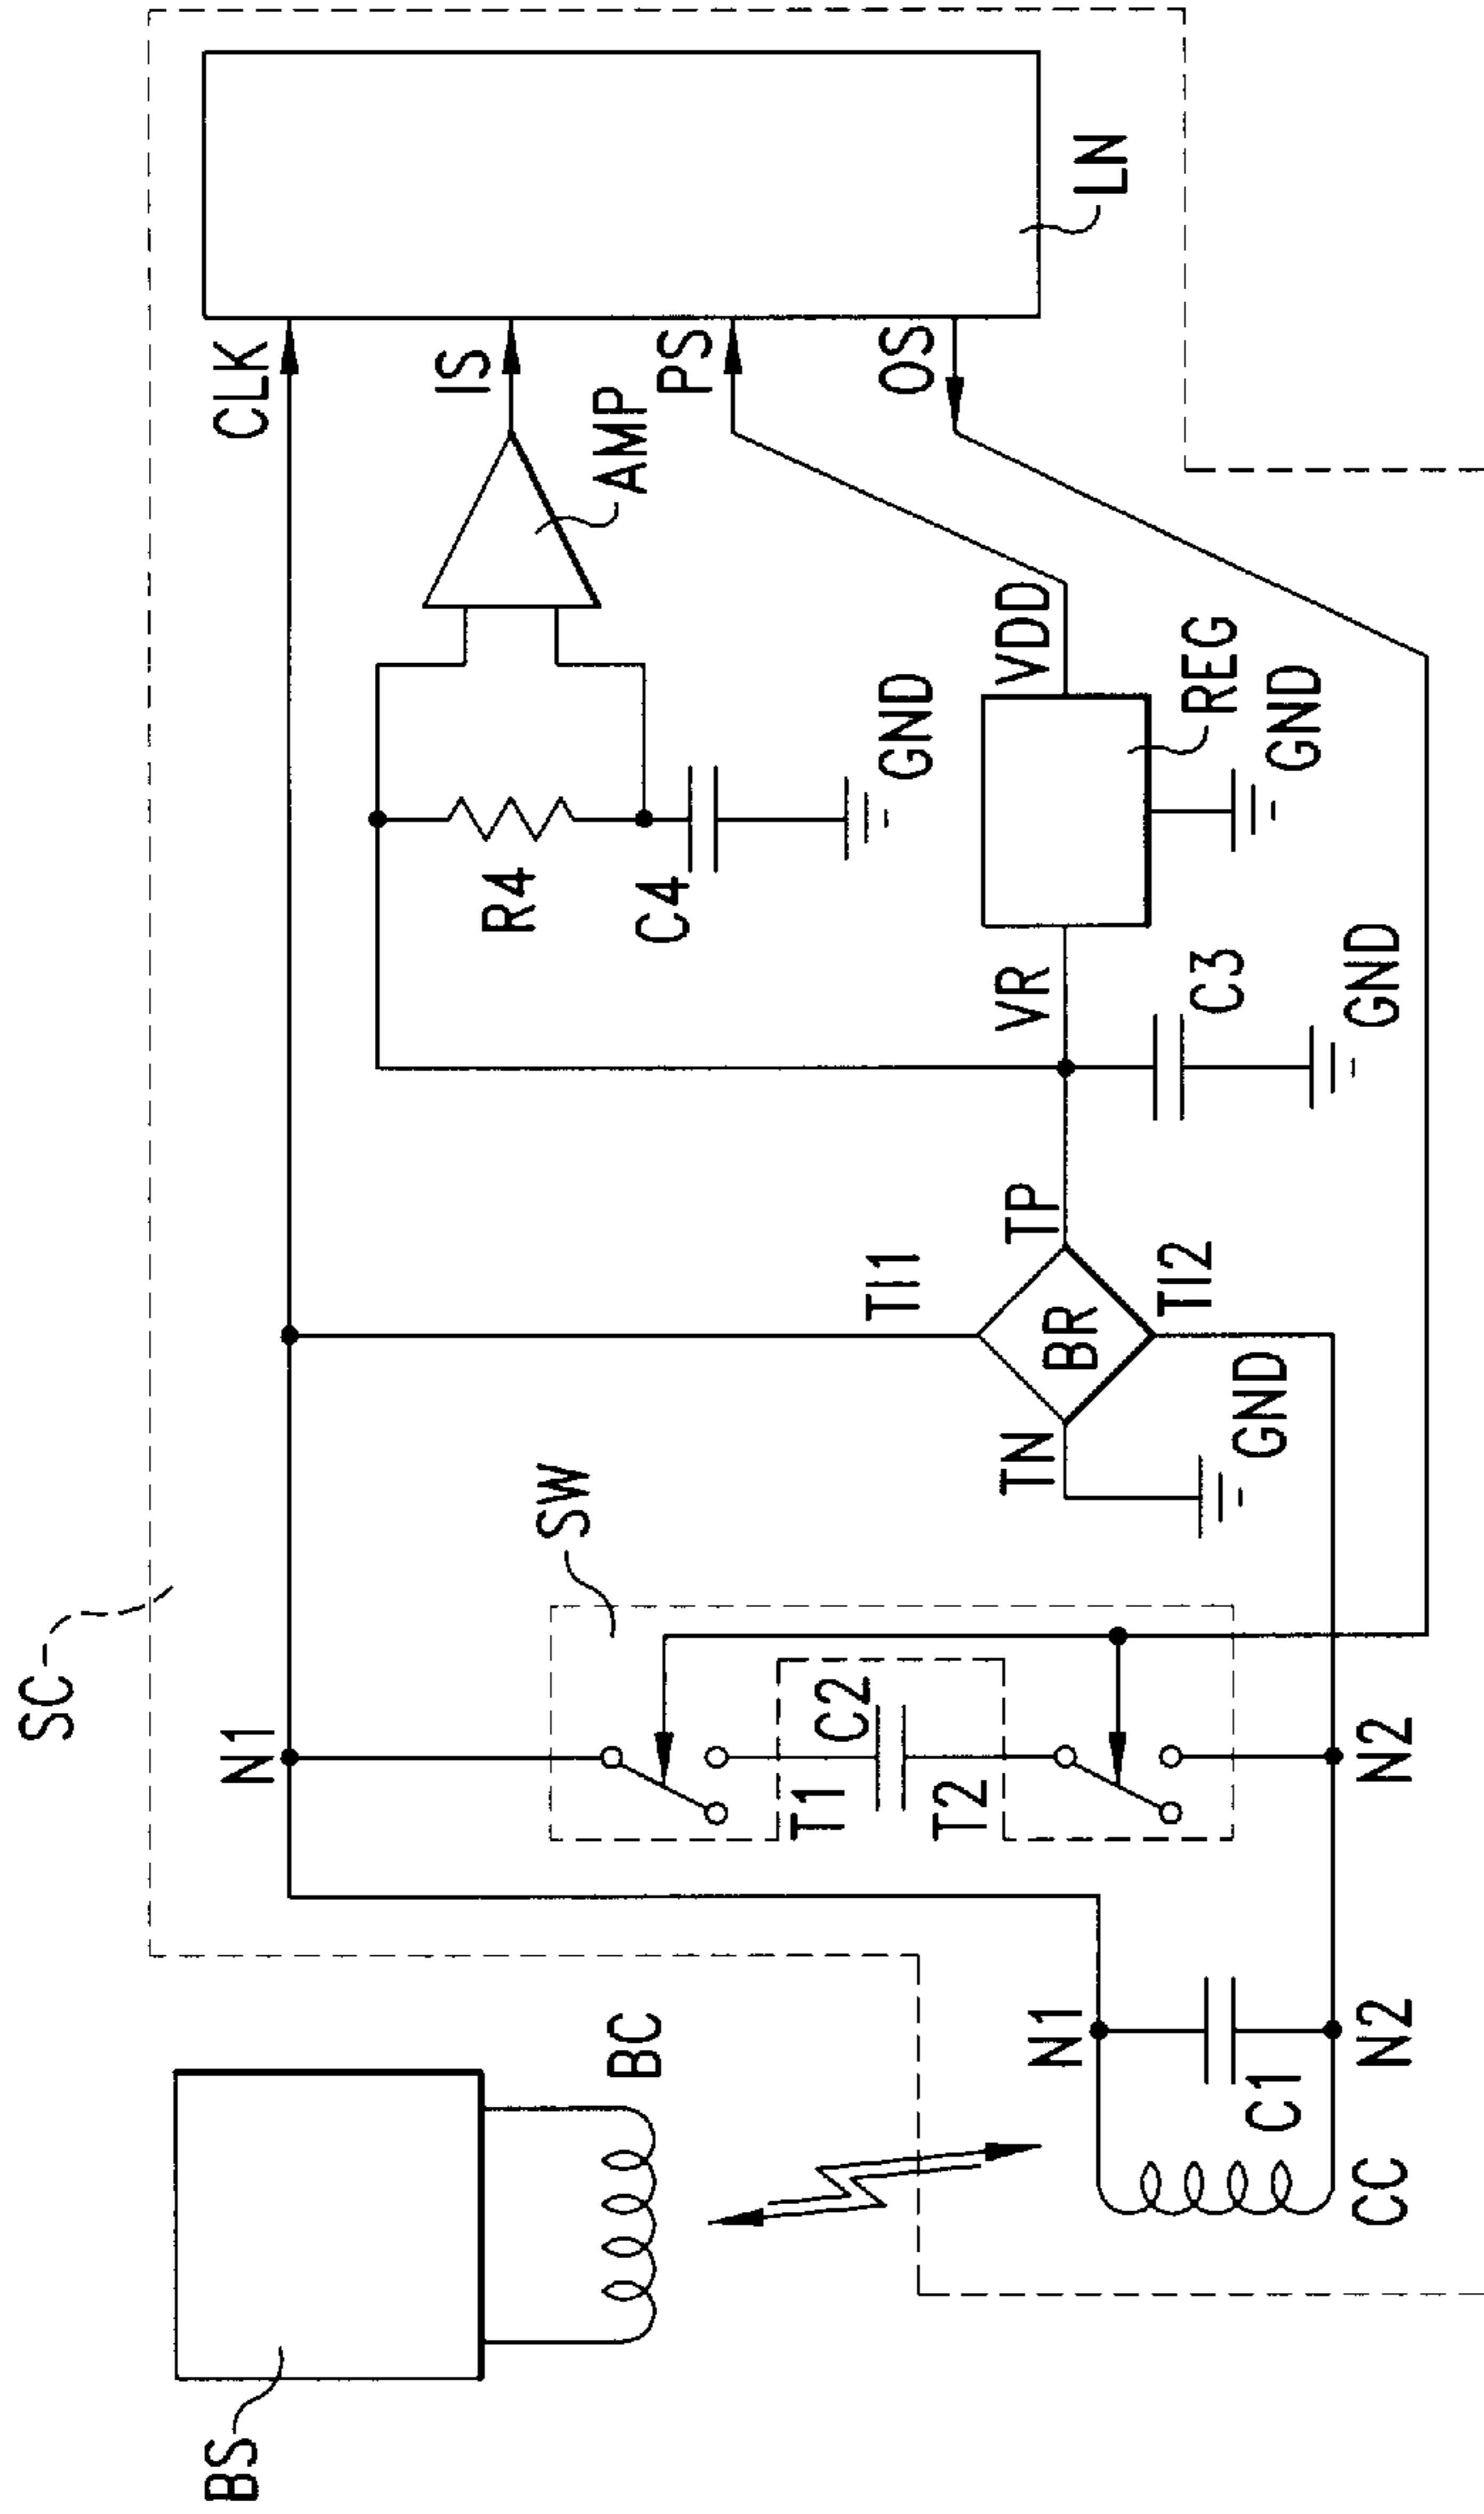 SC
BS
BC
N1
CLK
IS
AMP
PS
OS
LN
SW
R4
C4
GND
T1
C2
T2
TI1
TP
BR
TN
TI2
GND
VR
VDD
REG
GND
C3
GND
N1
C1
CC
N2
N2